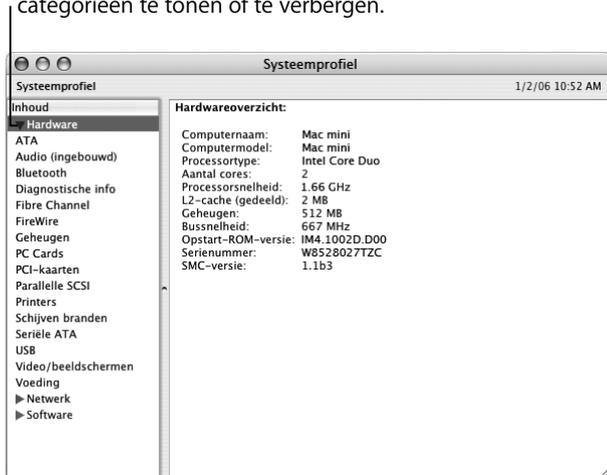 categorieën te tonen of te verbergen.
Systeemprofiel
Systeemprofiel 1/2/06 10:52 AM
Inhoud
Hardware
ATA
Audio (ingebouwd)
Bluetooth
Diagnostische info
Fibre Channel
FireWire
Geheugen
PC Cards
PCI-kaarten
Parallelle SCSI
Printers
Schijven branden
Seriële ATA
USB
Video/beeldschermen
Voeding
Netwerk
Software
Hardwareoverzicht:
Computernaam: Mac mini
Computermodel: Mac mini
Processortype: Intel Core Duo
Aantal cores: 2
Processorsnelheid: 1.66 GHz
L2-cache (gedeeld): 2 MB
Geheugen: 512 MB
Bussnelheid: 667 MHz
Opstart-ROM-versie: IM4.1002D.D00
Serienummer: W8528027TZC
SMC-versie: 1.1b3